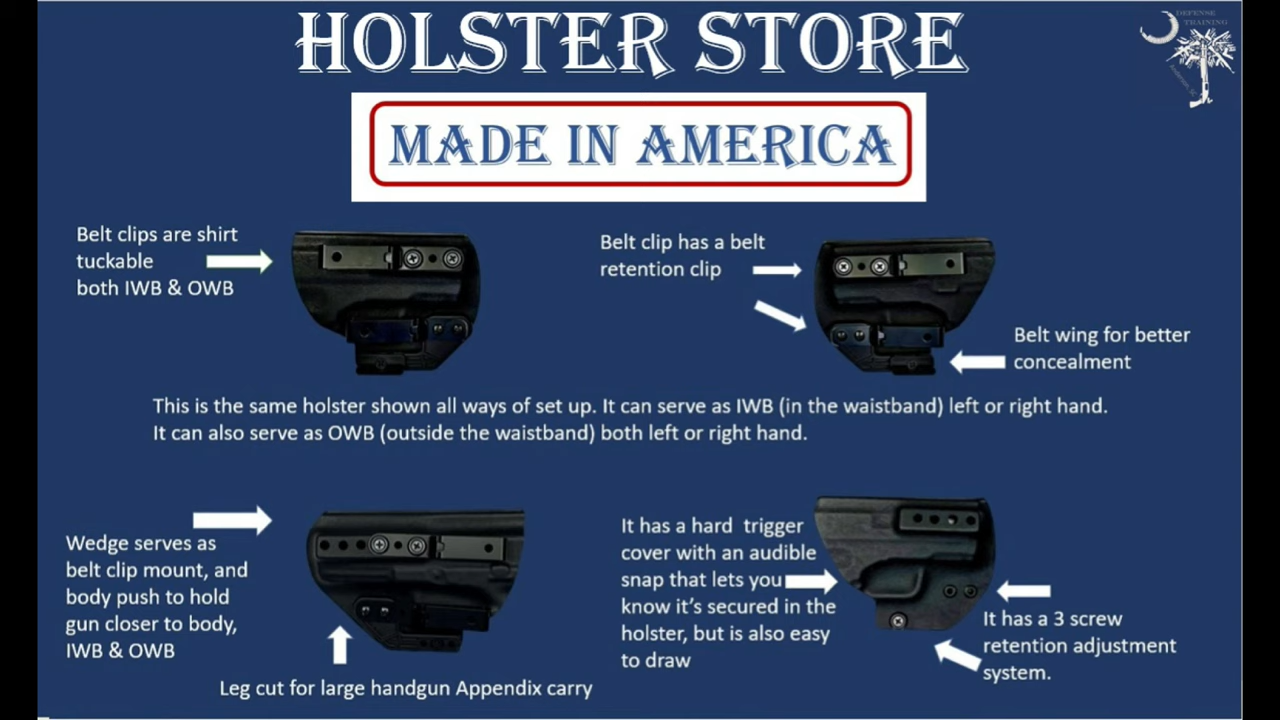 HOLSTER STORE
DEFENSE
TRAINING
Anderson, SC
MADE IN AMERICA
Belt clips are shirt
tuckable
both IWB & OWB
Belt clip has a belt
retention clip
Belt wing for better
concealment
This is the same holster shown all ways of set up. It can serve as IWB (in the waistband) left or right hand.
It can also serve as OWB (outside the waistband) both left or right hand.
Wedge serves as
belt clip mount, and
body push to hold
gun closer to body,
IWB & OWB
Leg cut for large handgun Appendix carry
It has a hard trigger
cover with an audible
snap that lets you
know it's secured in the
holster, but is also easy
to draw
It has a 3 screw
retention adjustment
system.